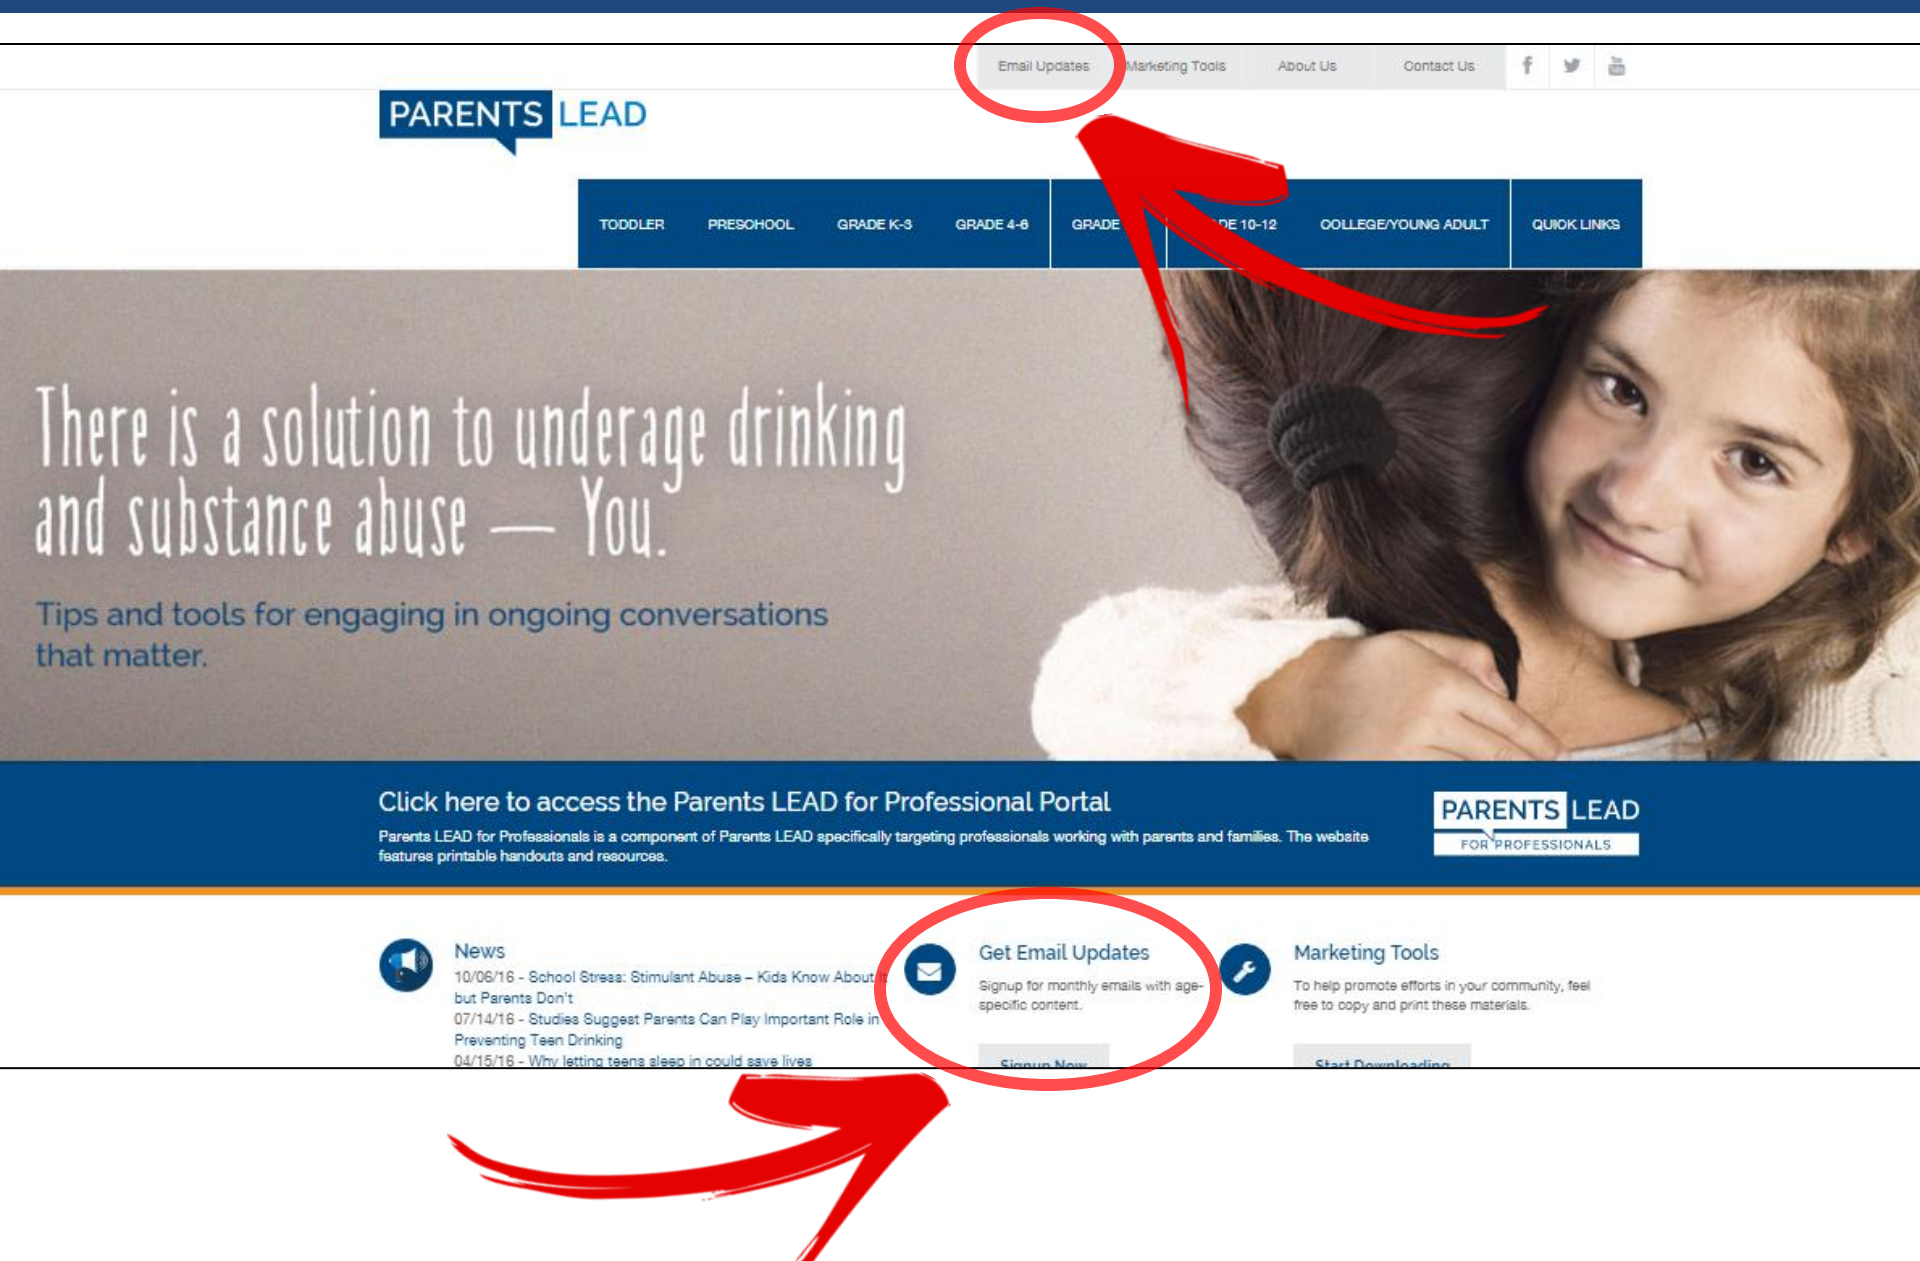 Email Updates Marketing Tools About Us Contact Us
PARENTS LEAD
TODDLER PRESCHOOL GRADE K-3 GRADE 4-6 GRADE DE 10-12 COLLEGE/YOUNG ADULT QUICK LINKS
There is a solution to underage drinking
and substance abuse — You.
Tips and tools for engaging in ongoing conversations
that matter.
Click here to access the Parents LEAD for Professional Portal
Parents LEAD for Professionals is a component of Parents LEAD specifically targeting professionals working with parents and families. The website
features printable handouts and resources.
PARENTS LEAD
FOR PROFESSIONALS
News
10/06/16 - School Stress: Stimulant Abuse – Kids Know About It
but Parents Don't
07/14/16 - Studies Suggest Parents Can Play Important Role in
Preventing Teen Drinking
04/15/16 - Why letting teens sleep in could save lives
Get Email Updates
Signup for monthly emails with age-
specific content.
Signup Now
Marketing Tools
To help promote efforts in your community, feel
free to copy and print these materials.
Start Downloading